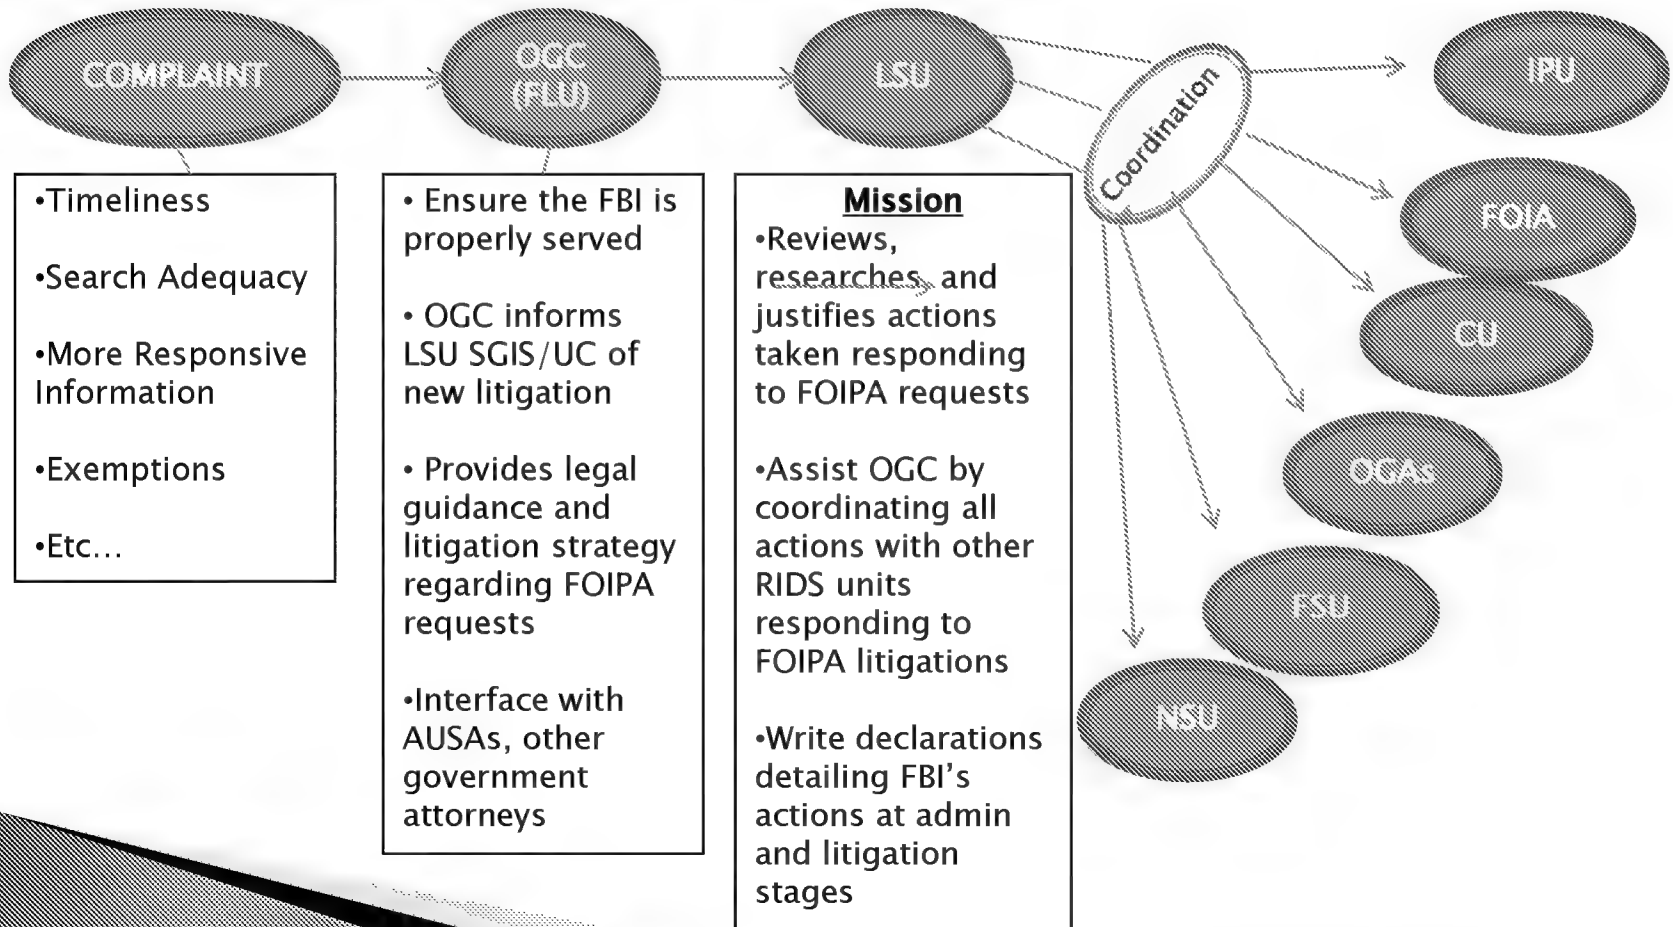 COMPLAINT
OGC
(FLU)
LSU
Coordination
IPU
FOIA
CU
OGAs
FSU
NSU
•Timeliness
•Search Adequacy
•More Responsive
Information
•Exemptions
•Etc…
• Ensure the FBI is
properly served
• OGC informs
LSU SGIS/UC of
new litigation
• Provides legal
guidance and
litigation strategy
regarding FOIPA
requests
•Interface with
AUSAs, other
government
attorneys
Mission
•Reviews,
researches, and
justifies actions
taken responding
to FOIPA requests
•Assist OGC by
coordinating all
actions with other
RIDS units
responding to
FOIPA litigations
•Write declarations
detailing FBI's
actions at admin
and litigation
stages